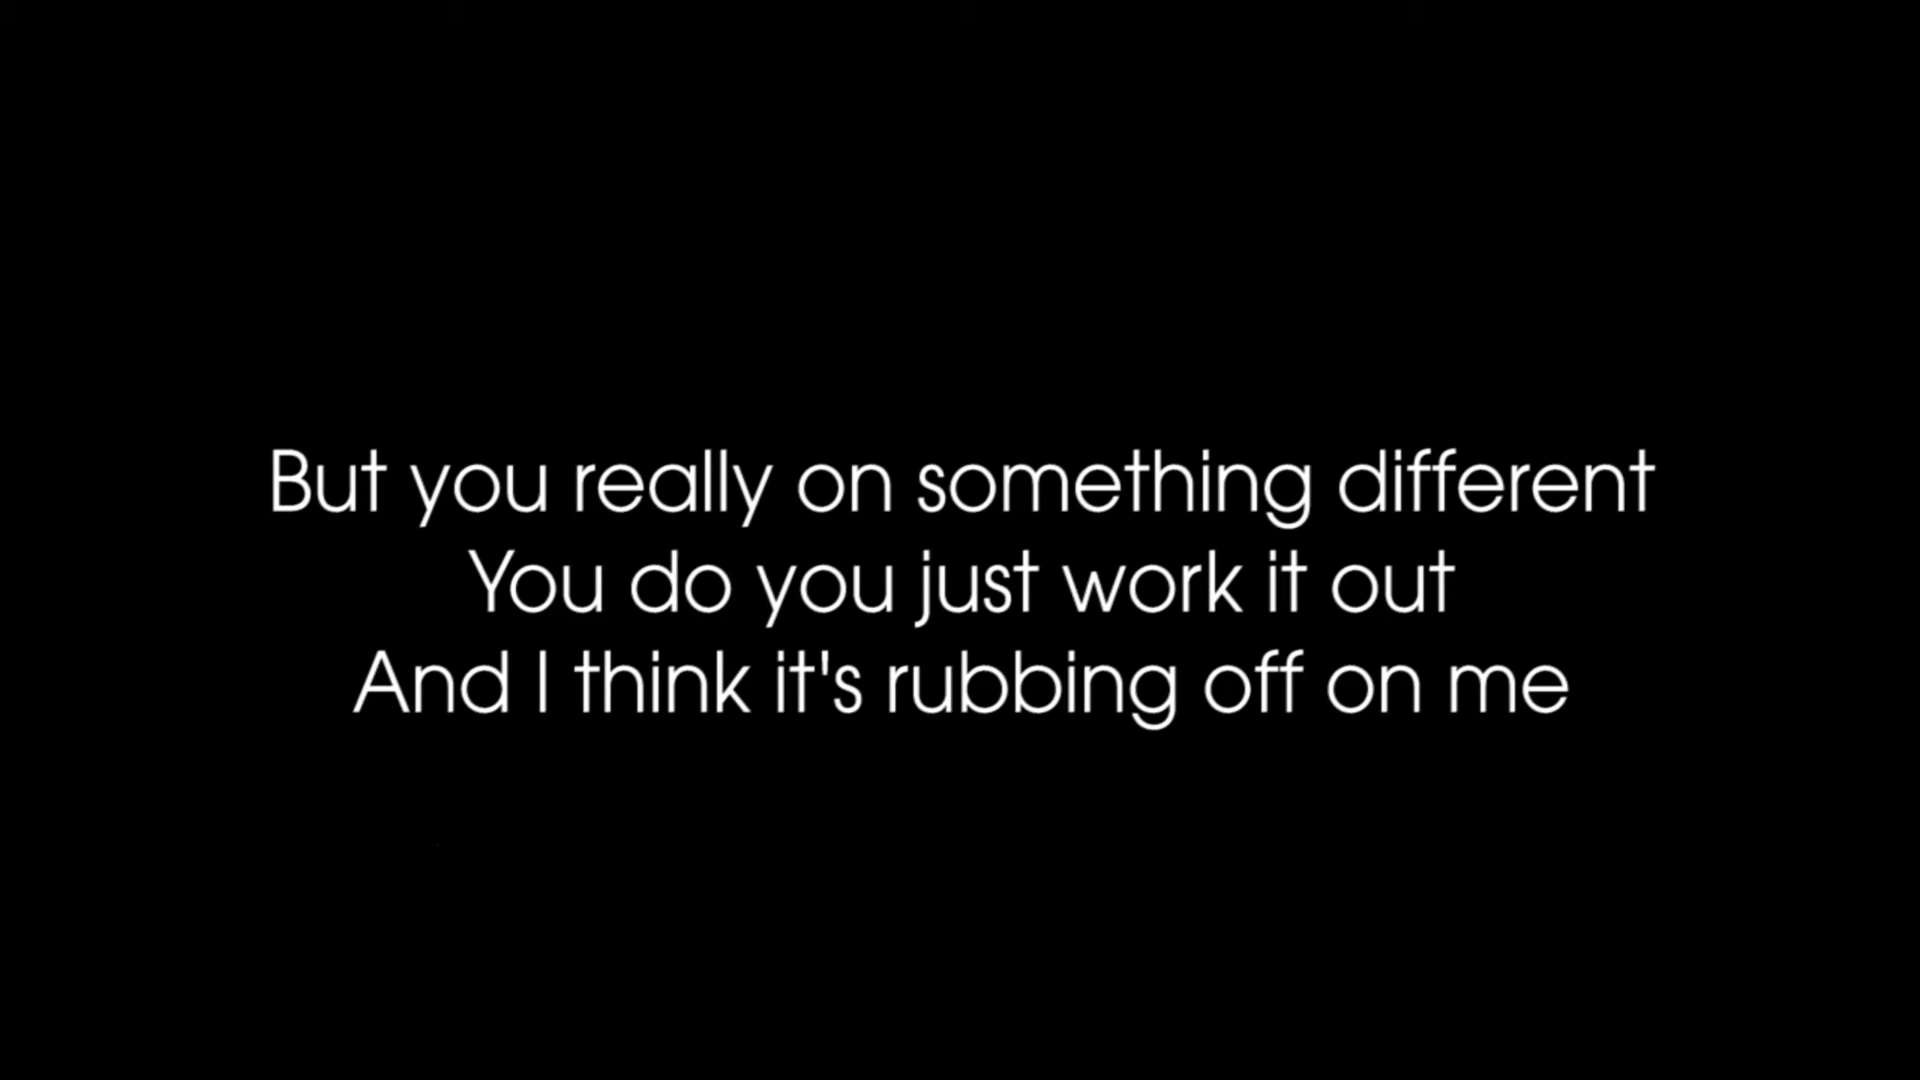 But you really on something different
You do you just work it out
And I think it's rubbing off on me